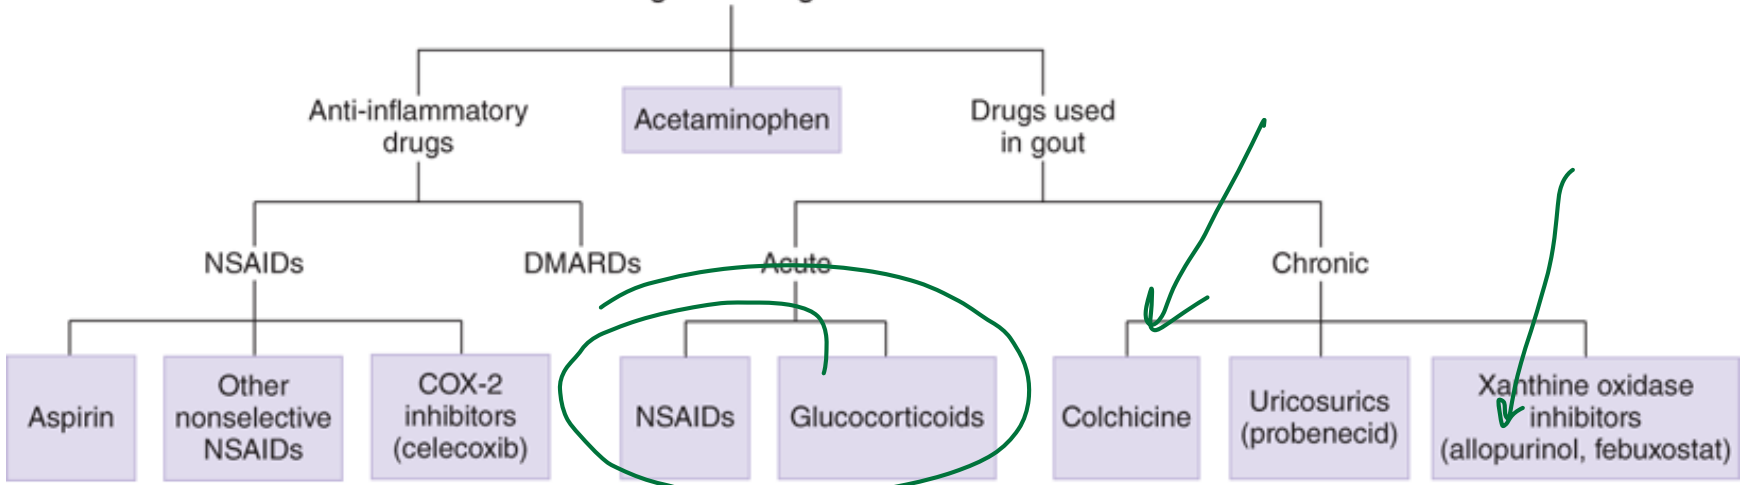 Anti-inflammatory
drugs
Acetaminophen
Drugs used
in gout
NSAIDs
DMARDs
Acute
Chronic
Aspirin
Other
nonselective
NSAIDs
COX-2
inhibitors
(celecoxib)
NSAIDs
Glucocorticoids
Colchicine
Uricosurics
(probenecid)
Xanthine oxidase
inhibitors
(allopurinol, febuxostat)